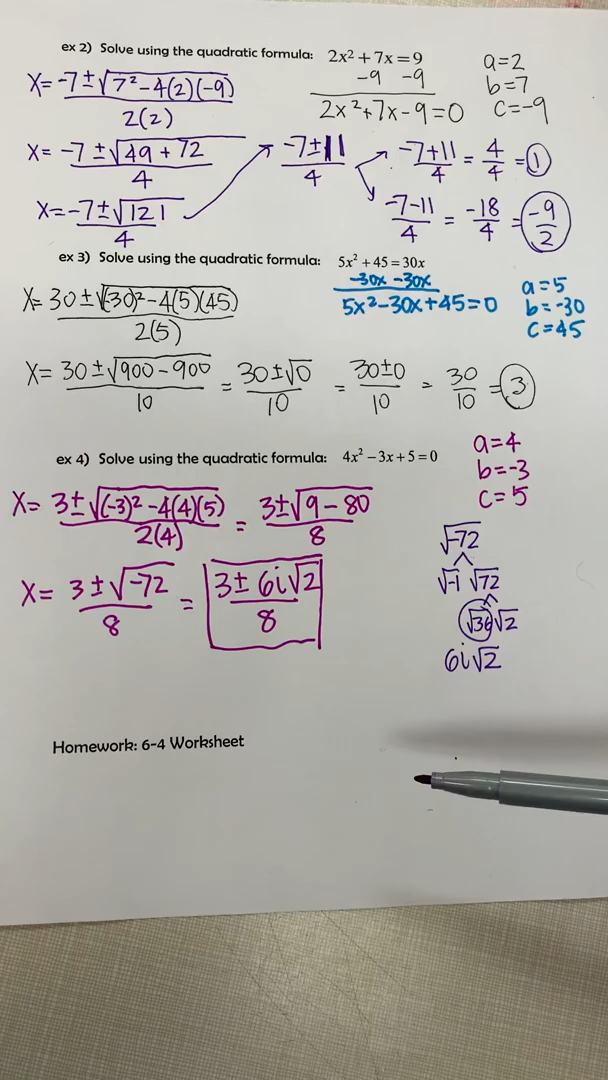 ex 2) Solve using the quadratic formula: 2x² + 7x = 9
-9 -9
2x²+7x-9=0
a=2
b=7
c=-9
X= -7±√7²-4(2)(-9) / 2(2)
X= -7±√49+72 / 4
X= -7±√121 / 4
-7±11 / 4
-7+11 / 4 = 4/4 = 1
-7-11 / 4 = -18/4 = -9/2
ex 3) Solve using the quadratic formula: 5x² + 45 = 30x
-30x -30x
5x²-30x+45=0
a=5
b=-30
c=45
X= 30±√(-30)²-4(5)(45) / 2(5)
X= 30±√900-900 / 10 = 30±√0 / 10 = 30±0 / 10 = 30/10 = 3
ex 4) Solve using the quadratic formula: 4x² − 3x + 5 = 0
a=4
b=-3
c=5
X= 3±√(-3)²-4(4)(5) / 2(4) = 3±√9-80 / 8
X= 3±√-72 / 8 = 3±6i√2 / 8
√-72
√-1 √72
√36 √2
6i√2
Homework: 6-4 Worksheet